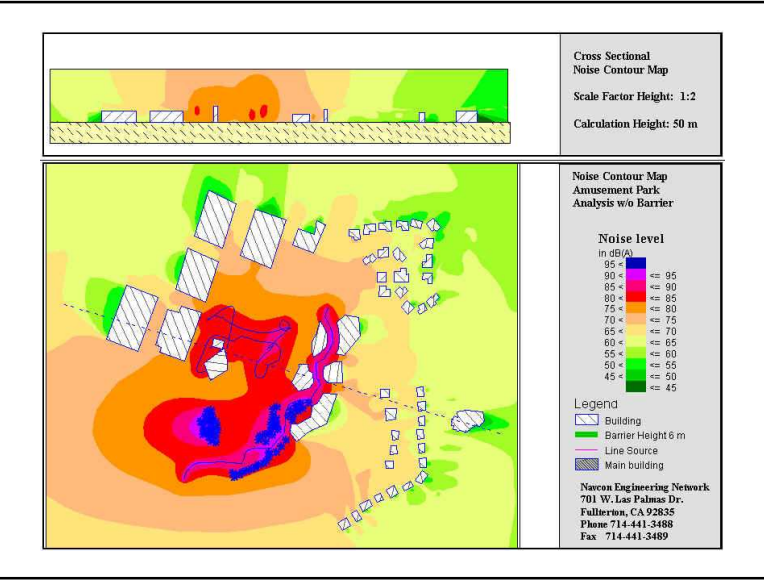 Cross Sectional
Noise Contour Map
Scale Factor Height: 1:2
Calculation Height: 50 m
Noise Contour Map
Amusement Park
Analysis w/o Barrier
Noise level
in dB(A)
95 <
90 < <= 95
85 < <= 90
80 < <= 85
75 < <= 80
70 < <= 75
65 < <= 70
60 < <= 65
55 < <= 60
50 < <= 55
45 < <= 50
<= 45
Legend
Building
Barrier Height 6 m
Line Source
Main building
Navcon Engineering Network
701 W. Las Palmas Dr.
Fullterton, CA 92835
Phone 714-441-3488
Fax 714-441-3489